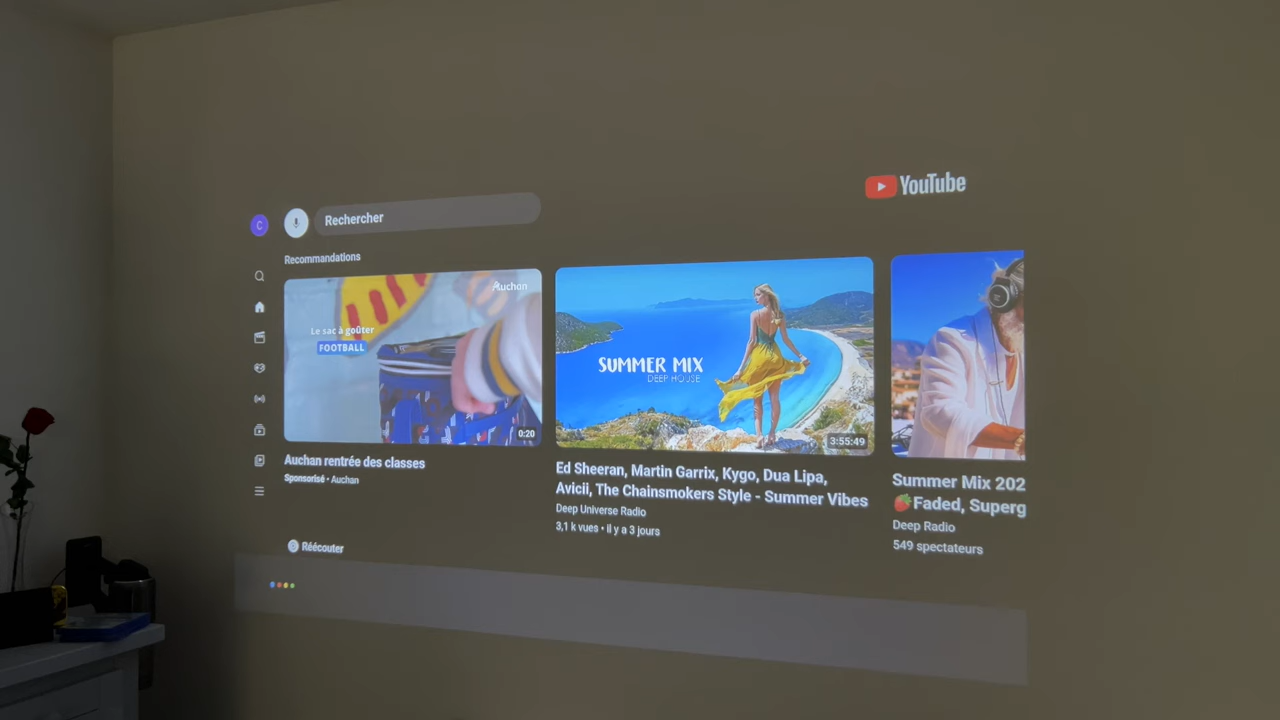 YouTube
C
Rechercher
Recommandations
Auchan
Le sac à goûter
FOOTBALL
0:20
SUMMER MIX
DEEP HOUSE
3:55:49
Auchan rentrée des classes
Sponsorisé • Auchan
Ed Sheeran, Martin Garrix, Kygo, Dua Lipa,
Avicii, The Chainsmokers Style - Summer Vibes
Deep Universe Radio
3,1 k vues • il y a 3 jours
Summer Mix 202
🍓Faded, Superg
Deep Radio
549 spectateurs
Réécouter